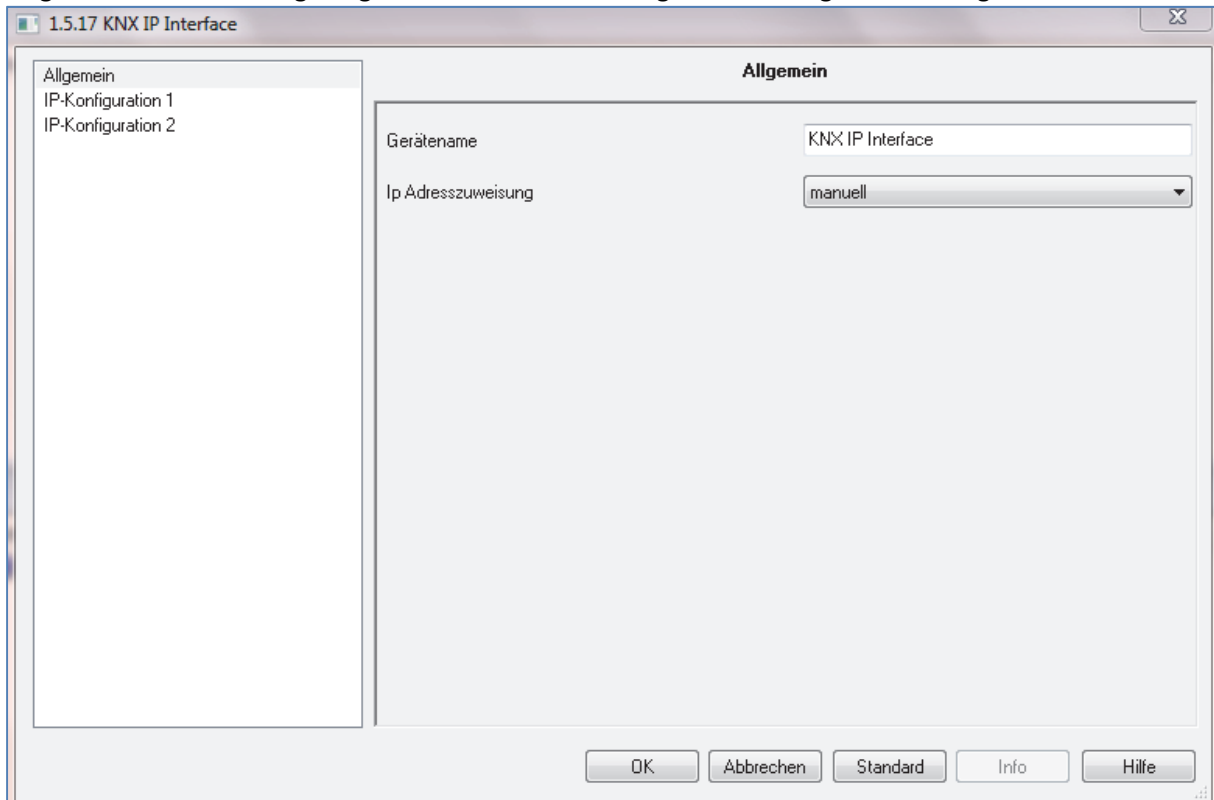 1.5.17 KNX IP Interface
Allgemein
IP-Konfiguration 1
IP-Konfiguration 2
Allgemein
Gerätename
KNX IP Interface
Ip Adresszuweisung
manuell
OK
Abbrechen
Standard
Info
Hilfe